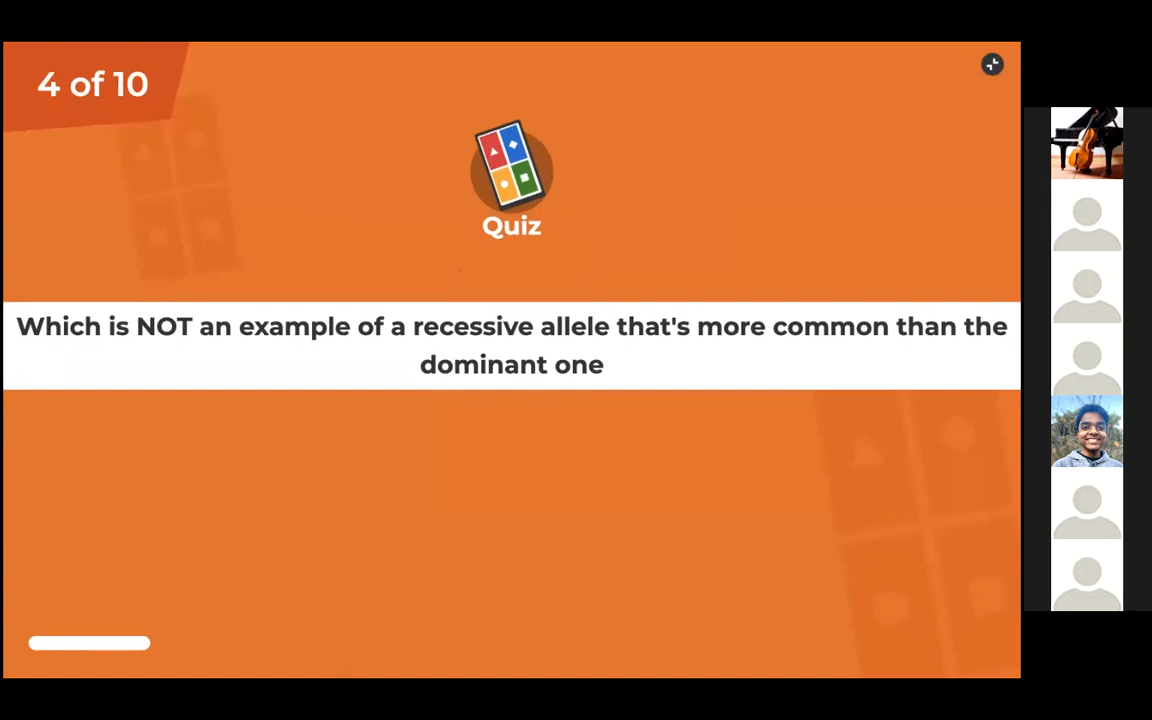 4 of 10
Quiz
Which is NOT an example of a recessive allele that's more common than the
dominant one